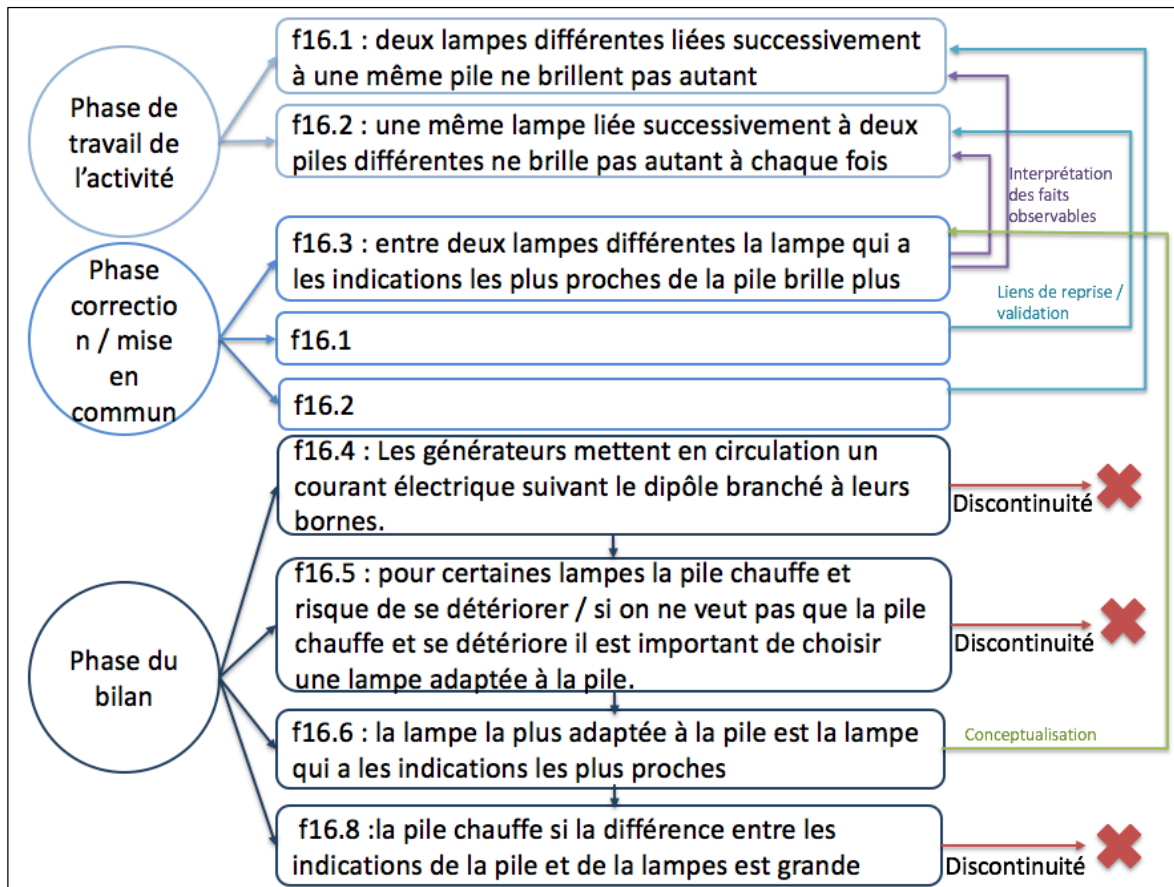 f16.1 : deux lampes différentes liées successivement
à une même pile ne brillent pas autant
Phase de
travail de
l'activité
f16.2 : une même lampe liée successivement à deux
piles différentes ne brille pas autant à chaque fois
Interprétation
des faits
observables
Phase
correctio
n / mise
en
commun
f16.3 : entre deux lampes différentes la lampe qui a
les indications les plus proches de la pile brille plus
Liens de reprise /
validation
f16.1
f16.2
Phase du
bilan
f16.4 : Les générateurs mettent en circulation un
courant électrique suivant le dipôle branché à leurs
bornes.
Discontinuité
f16.5 : pour certaines lampes la pile chauffe et
risque de se détériorer / si on ne veut pas que la pile
chauffe et se détériore il est important de choisir
une lampe adaptée à la pile.
Discontinuité
f16.6 : la lampe la plus adaptée à la pile est la lampe
qui a les indications les plus proches
Conceptualisation
f16.8 :la pile chauffe si la différence entre les
indications de la pile et de la lampes est grande
Discontinuité